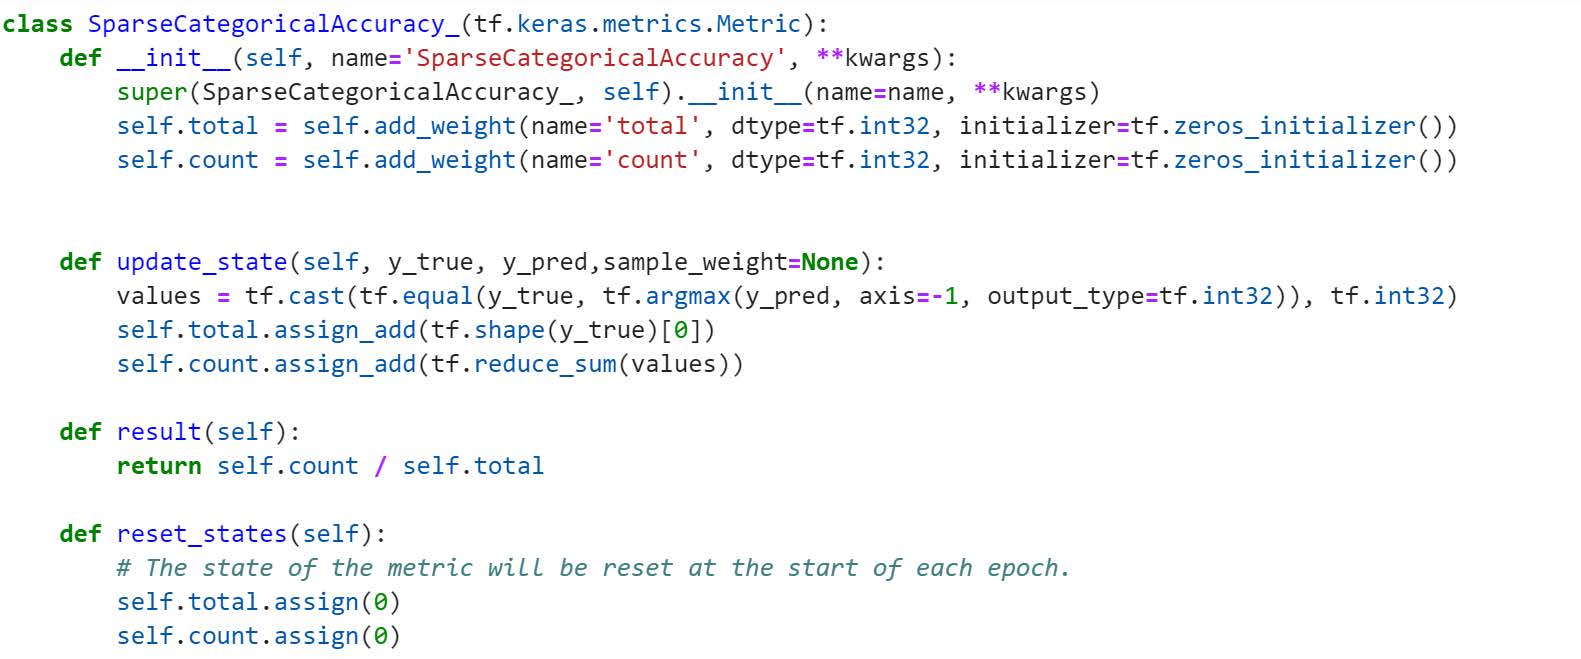 class SparseCategoricalAccuracy_(tf.keras.metrics.Metric):
    def __init__(self, name='SparseCategoricalAccuracy', **kwargs):
        super(SparseCategoricalAccuracy_, self).__init__(name=name, **kwargs)
        self.total = self.add_weight(name='total', dtype=tf.int32, initializer=tf.zeros_initializer())
        self.count = self.add_weight(name='count', dtype=tf.int32, initializer=tf.zeros_initializer())
    def update_state(self, y_true, y_pred,sample_weight=None):
        values = tf.cast(tf.equal(y_true, tf.argmax(y_pred, axis=-1, output_type=tf.int32)), tf.int32)
        self.total.assign_add(tf.shape(y_true)[0])
        self.count.assign_add(tf.reduce_sum(values))
    def result(self):
        return self.count / self.total
    def reset_states(self):
        # The state of the metric will be reset at the start of each epoch.
        self.total.assign(0)
        self.count.assign(0)